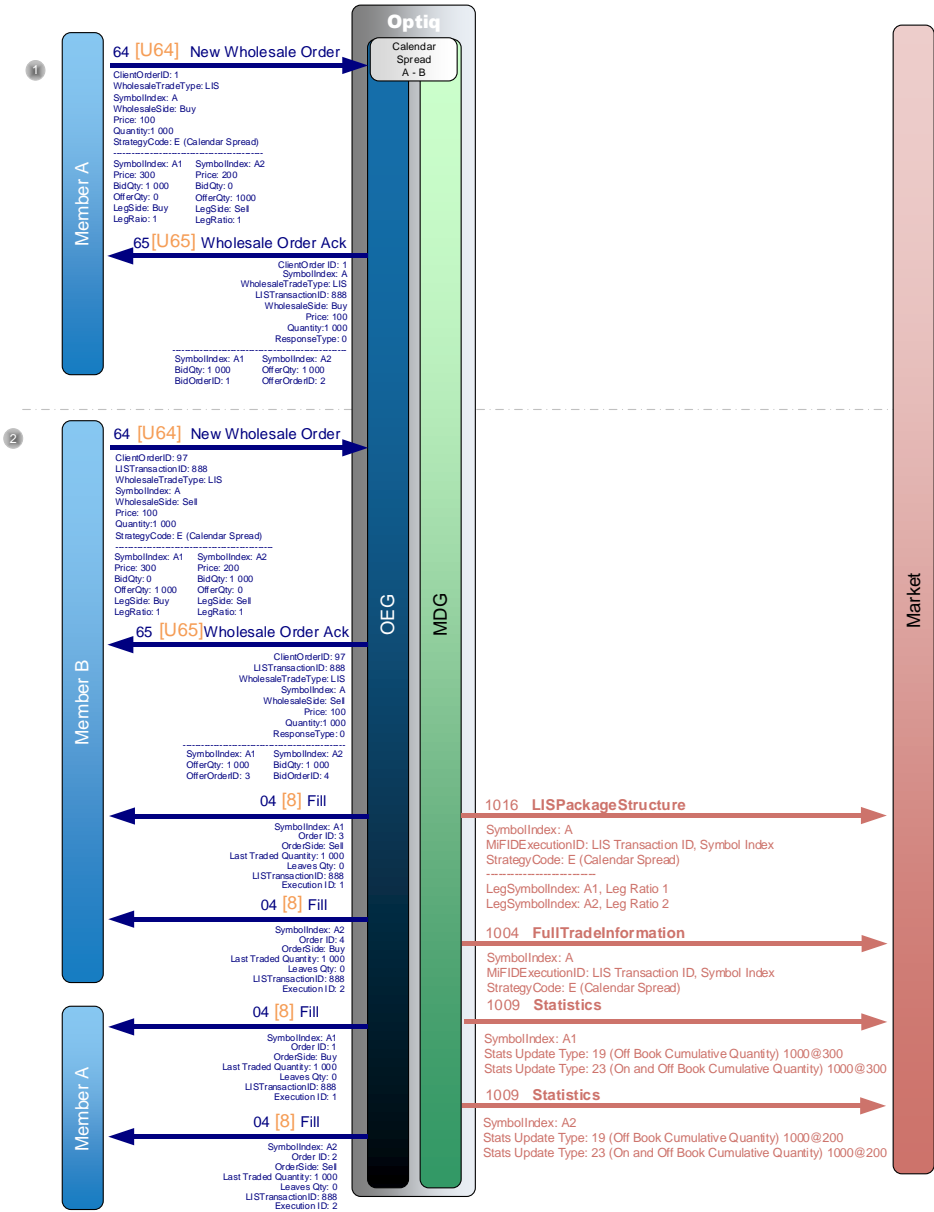 Optiq
Calendar
Spread
A - B
1
Member A
64 [U64] New Wholesale Order
ClientOrderID: 1
WholesaleTradeType: LIS
SymbolIndex: A
WholesaleSide: Buy
Price: 100
Quantity:1 000
StrategyCode: E (Calendar Spread)
--------------------------------------------
SymbolIndex: A1 SymbolIndex: A2
Price: 300 Price: 200
BidQty: 1 000 BidQty: 0
OfferQty: 0 OfferQty: 1000
LegSide: Buy LegSide: Sell
LegRaio: 1 LegRatio: 1
65 [U65] Wholesale Order Ack
ClientOrder ID: 1
SymbolIndex: A
WholesaleTradeType: LIS
LISTransactionID: 888
WholesaleSide: Buy
Price: 100
Quantity:1 000
ResponseType: 0
--------------------------------------------
SymbolIndex: A1 SymbolIndex: A2
BidQty: 1 000 OfferQty: 1 000
BidOrderID: 1 OfferOrderID: 2
2
Member B
64 [U64] New Wholesale Order
ClientOrderID: 97
LISTransactionID: 888
WholesaleTradeType: LIS
SymbolIndex: A
WholesaleSide: Sell
Price: 100
Quantity:1 000
StrategyCode: E (Calendar Spread)
--------------------------------------------
SymbolIndex: A1 SymbolIndex: A2
Price: 300 Price: 200
BidQty: 0 BidQty: 1 000
OfferQty: 1 000 OfferQty: 0
LegSide: Buy LegSide: Sell
LegRatio: 1 LegRatio: 1
65 [U65]Wholesale Order Ack
ClientOrderID: 97
LISTransactionID: 888
WholesaleTradeType: LIS
SymbolIndex: A
WholesaleSide: Sell
Price: 100
Quantity:1 000
ResponseType: 0
--------------------------------------------
SymbolIndex: A1 SymbolIndex: A2
OfferQty: 1 000 BidQty: 1 000
OfferOrderID: 3 BidOrderID: 4
04 [8] Fill
SymbolIndex: A1
Order ID: 3
OrderSide: Sell
Last Traded Quantity: 1 000
Leaves Qty: 0
LISTransactionID: 888
Execution ID: 1
04 [8] Fill
SymbolIndex: A2
Order ID: 4
OrderSide: Buy
Last Traded Quantity: 1 000
Leaves Qty: 0
LISTransactionID: 888
Execution ID: 2
Member A
04 [8] Fill
SymbolIndex: A1
Order ID: 1
OrderSide: Buy
Last Traded Quantity: 1 000
Leaves Qty: 0
LISTransactionID: 888
Execution ID: 1
04 [8] Fill
SymbolIndex: A2
Order ID: 2
OrderSide: Sell
Last Traded Quantity: 1 000
Leaves Qty: 0
LISTransactionID: 888
Execution ID: 2
OEG
MDG
1016 LISPackageStructure
SymbolIndex: A
MiFIDExecutionID: LIS Transaction ID, Symbol Index
StrategyCode: E (Calendar Spread)
---------------------------
LegSymbolIndex: A1, Leg Ratio 1
LegSymbolIndex: A2, Leg Ratio 2
1004 FullTradeInformation
SymbolIndex: A
MiFIDExecutionID: LIS Transaction ID, Symbol Index
StrategyCode: E (Calendar Spread)
1009 Statistics
SymbolIndex: A1
Stats Update Type: 19 (Off Book Cumulative Quantity) 1000@300
Stats Update Type: 23 (On and Off Book Cumulative Quantity) 1000@300
1009 Statistics
SymbolIndex: A2
Stats Update Type: 19 (Off Book Cumulative Quantity) 1000@200
Stats Update Type: 23 (On and Off Book Cumulative Quantity) 1000@200
Market